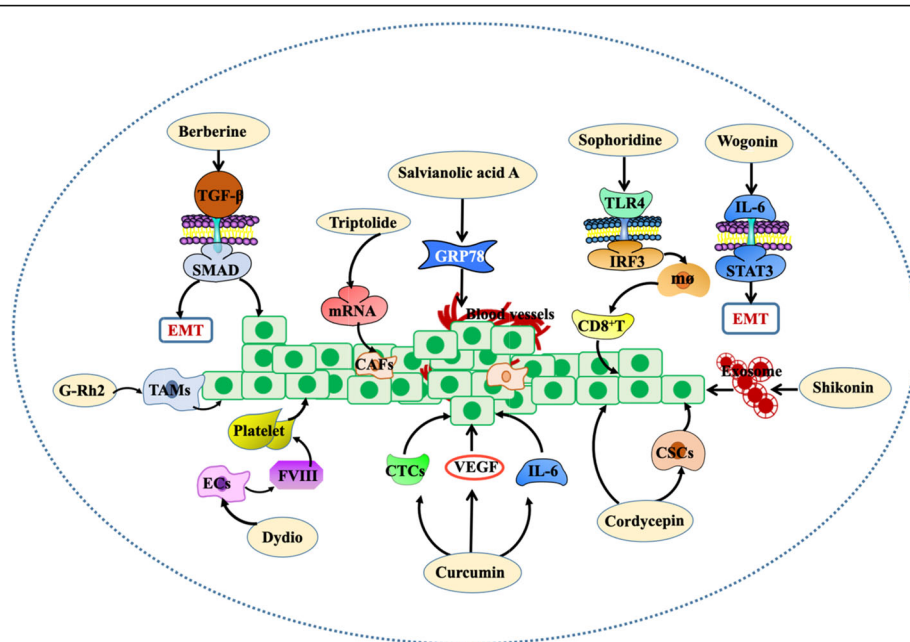 Berberine
Sophoridine
Wogonin
Salvianolic acid A
TGF-β
TLR4
IL-6
Triptolide
GRP78
IRF3
SMAD
STAT3
mø
mRNA
Blood vessels
EMT
CD8+T
EMT
CAFs
Exosome
G-Rh2
TAMs
Shikonin
Platelet
CSCs
CTCs
VEGF
IL-6
FVIII
ECs
Cordycepin
Dydio
Curcumin